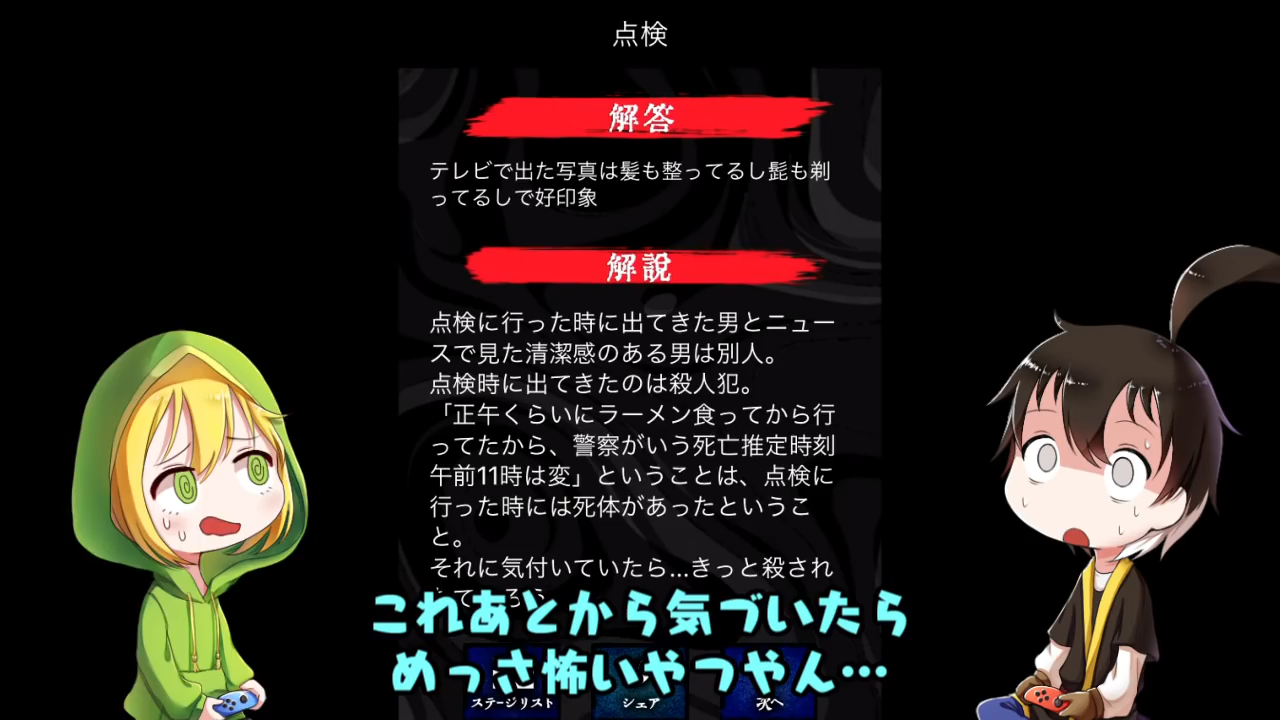 点検
解答
テレビで出た写真は髪も整ってるし髭も剃
ってるしで好印象
解説
点検に行った時に出てきた男とニュー
スで見た清潔感のある男は別人。
点検時に出てきたのは殺人犯。
「正午くらいにラーメン食ってから行
ってたから、警察がいう死亡推定時刻
午前11時は変」ということは、点検に
行った時には死体があったというこ
と。
それに気付いていたら...きっと殺され
これあとから気づいたら
めっさ怖いやつやん…
ステージリスト
シェア
次へ